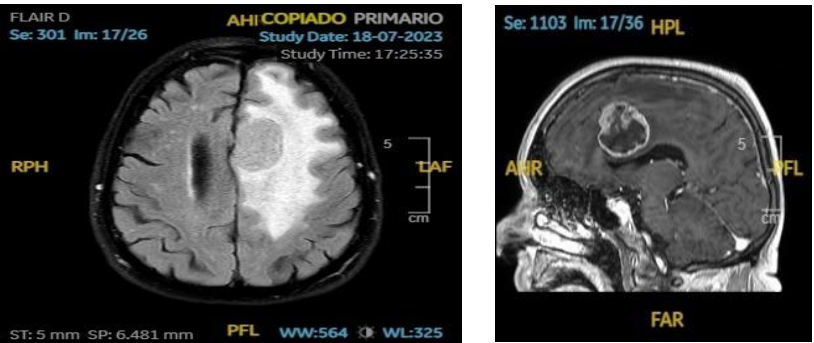 FLAIR D
AHI COPIADO PRIMARIO
Se: 301 Im: 17/26
Study Date: 18-07-2023
Study Time: 17:25:35
5
RPH
LAF
cm
ST: 5 mm SP: 6.481 mm
PFL
WW:564 WL:325
Se: 1103 Im: 17/36
HPL
5
AHR
PFL
cm
FAR